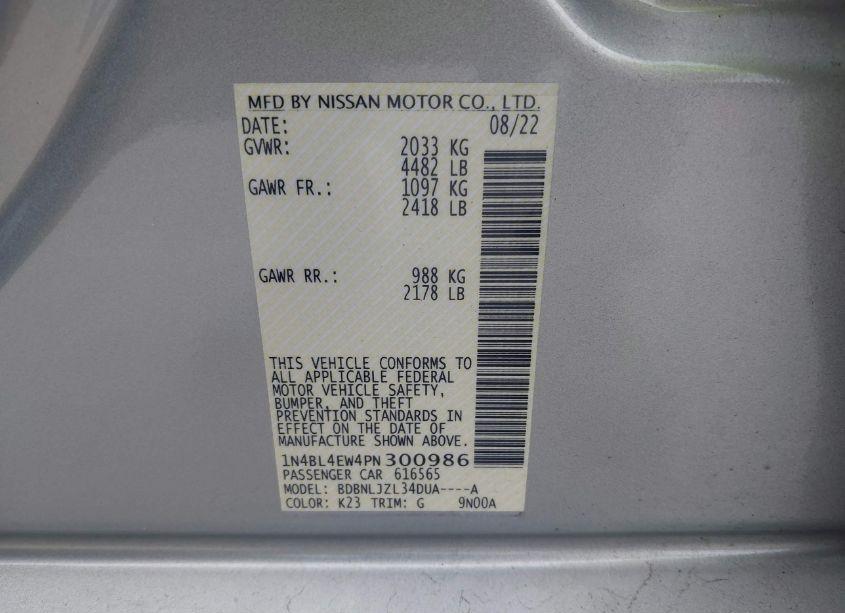 MFD BY NISSAN MOTOR CO., LTD.
DATE: 08/22
GVWR: 2033 KG
4482 LB
GAWR FR.: 1097 KG
2418 LB
GAWR RR.: 988 KG
2178 LB
THIS VEHICLE CONFORMS TO
ALL APPLICABLE FEDERAL
MOTOR VEHICLE SAFETY,
BUMPER, AND THEFT
PREVENTION STANDARDS IN
EFFECT ON THE DATE OF
MANUFACTURE SHOWN ABOVE.
1N4BL4EW4PN300986
PASSENGER CAR 616565
MODEL: BDBNLJZL34DUA----A
COLOR: K23 TRIM: G 9N00A